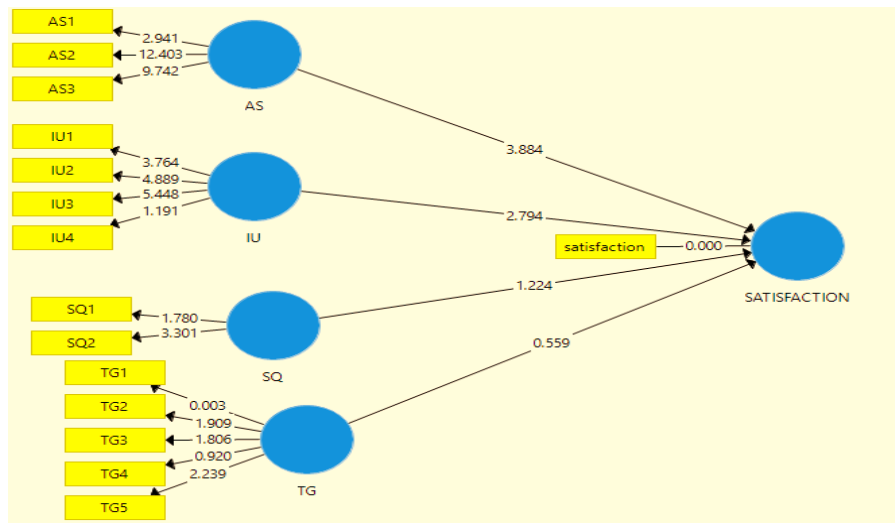 AS1
2.941
AS2
12.403
AS3
9.742
AS
IU1
3.764
IU2
4.889
IU3
5.448
IU4
1.191
IU
3.884
2.794
satisfaction
0.000
SATISFACTION
1.224
0.559
SQ1
1.780
SQ2
3.301
SQ
TG1
0.003
TG2
1.909
TG3
1.806
TG4
0.920
TG5
2.239
TG